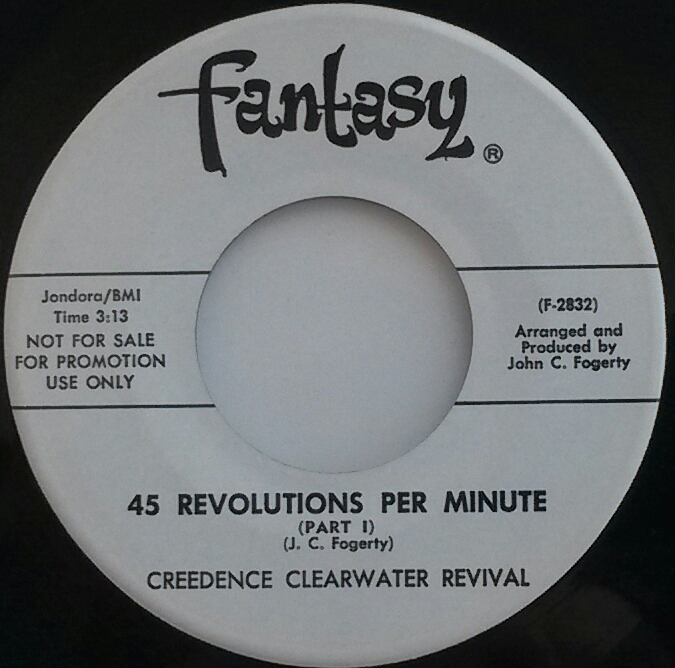 fantasy®
Jondora/BMI
Time 3:13
NOT FOR SALE
FOR PROMOTION
USE ONLY
(F-2832)
Arranged and
Produced by
John C. Fogerty
45 REVOLUTIONS PER MINUTE
(PART I)
(J. C. Fogerty)
CREEDENCE CLEARWATER REVIVAL